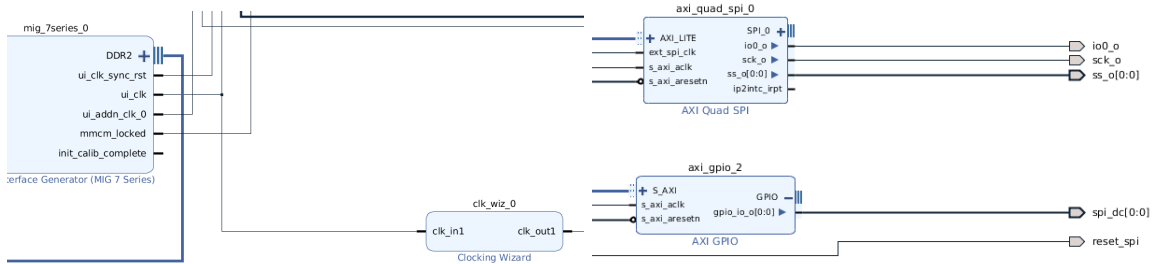 mig_7series_0
DDR2
ui_clk_sync_rst
ui_clk
ui_addn_clk_0
mmcm_locked
init_calib_complete
terface Generator (MIG 7 Series)
clk_wiz_0
clk_in1
clk_out1
Clocking Wizard
axi_quad_spi_0
AXI_LITE
ext_spi_clk
s_axi_aclk
s_axi_aresetn
SPI_0
io0_o
sck_o
ss_o[0:0]
ip2intc_irpt
AXI Quad SPI
io0_o
sck_o
ss_o[0:0]
axi_gpio_2
S_AXI
s_axi_aclk
s_axi_aresetn
GPIO
gpio_io_o[0:0]
AXI GPIO
spi_dc[0:0]
reset_spi